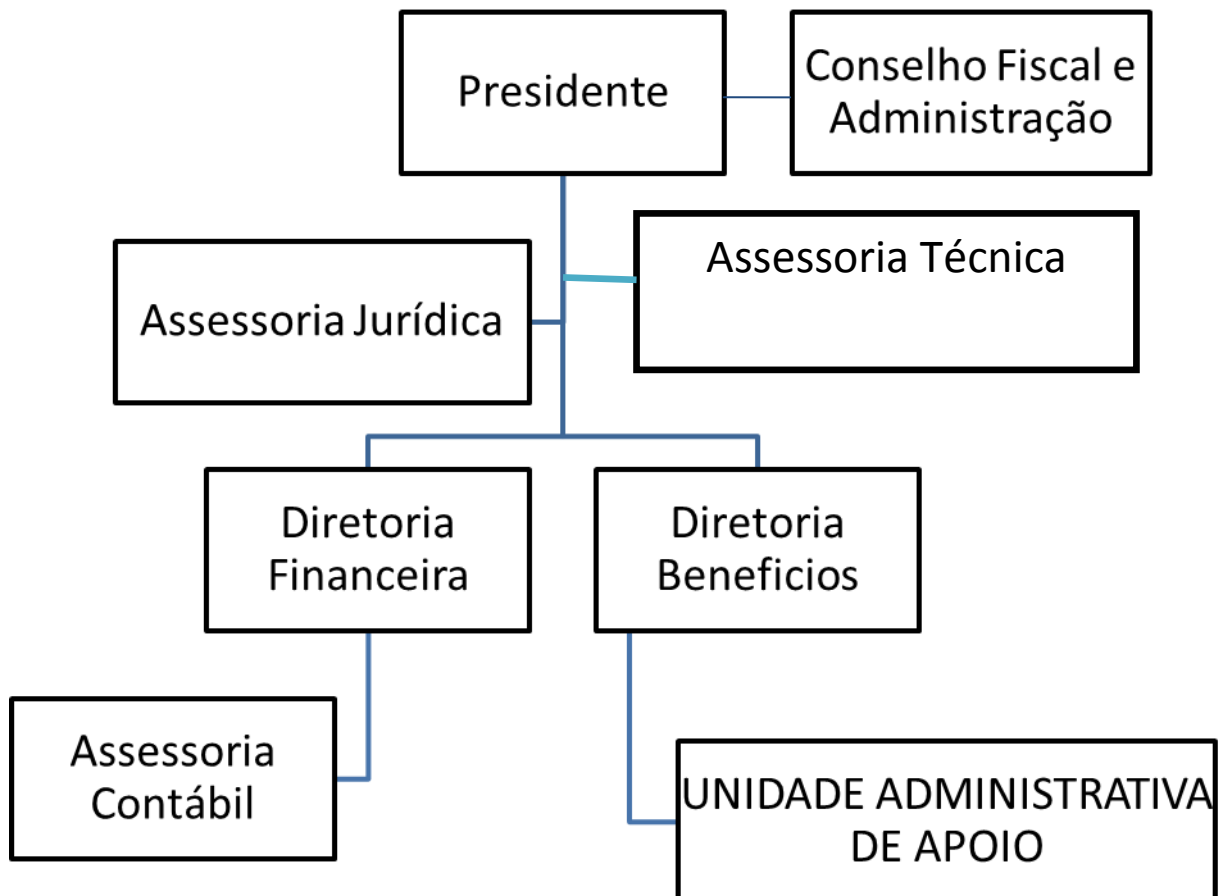 Presidente
Conselho Fiscal e
Administração
Assessoria Técnica
Assessoria Jurídica
Diretoria
Financeira
Diretoria
Beneficios
Assessoria
Contábil
UNIDADE ADMINISTRATIVA
DE APOIO